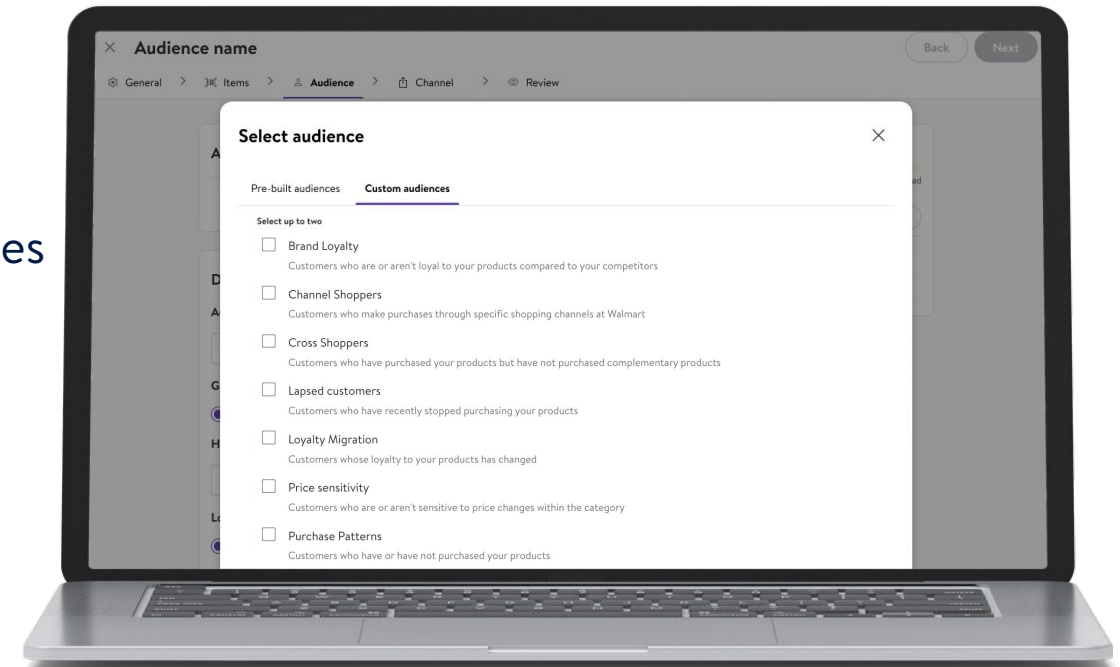 Audience name
Back
Next
General
Items
Audience
Channel
Review
es
Select audience
Pre-built audiences
Custom audiences
Select up to two
Brand Loyalty
Customers who are or aren't loyal to your products compared to your competitors
Channel Shoppers
Customers who make purchases through specific shopping channels at Walmart
Cross Shoppers
Customers who have purchased your products but have not purchased complementary products
Lapsed customers
Customers who have recently stopped purchasing your products
Loyalty Migration
Customers whose loyalty to your products has changed
Price sensitivity
Customers who are or aren't sensitive to price changes within the category
Purchase Patterns
Customers who have or have not purchased your products